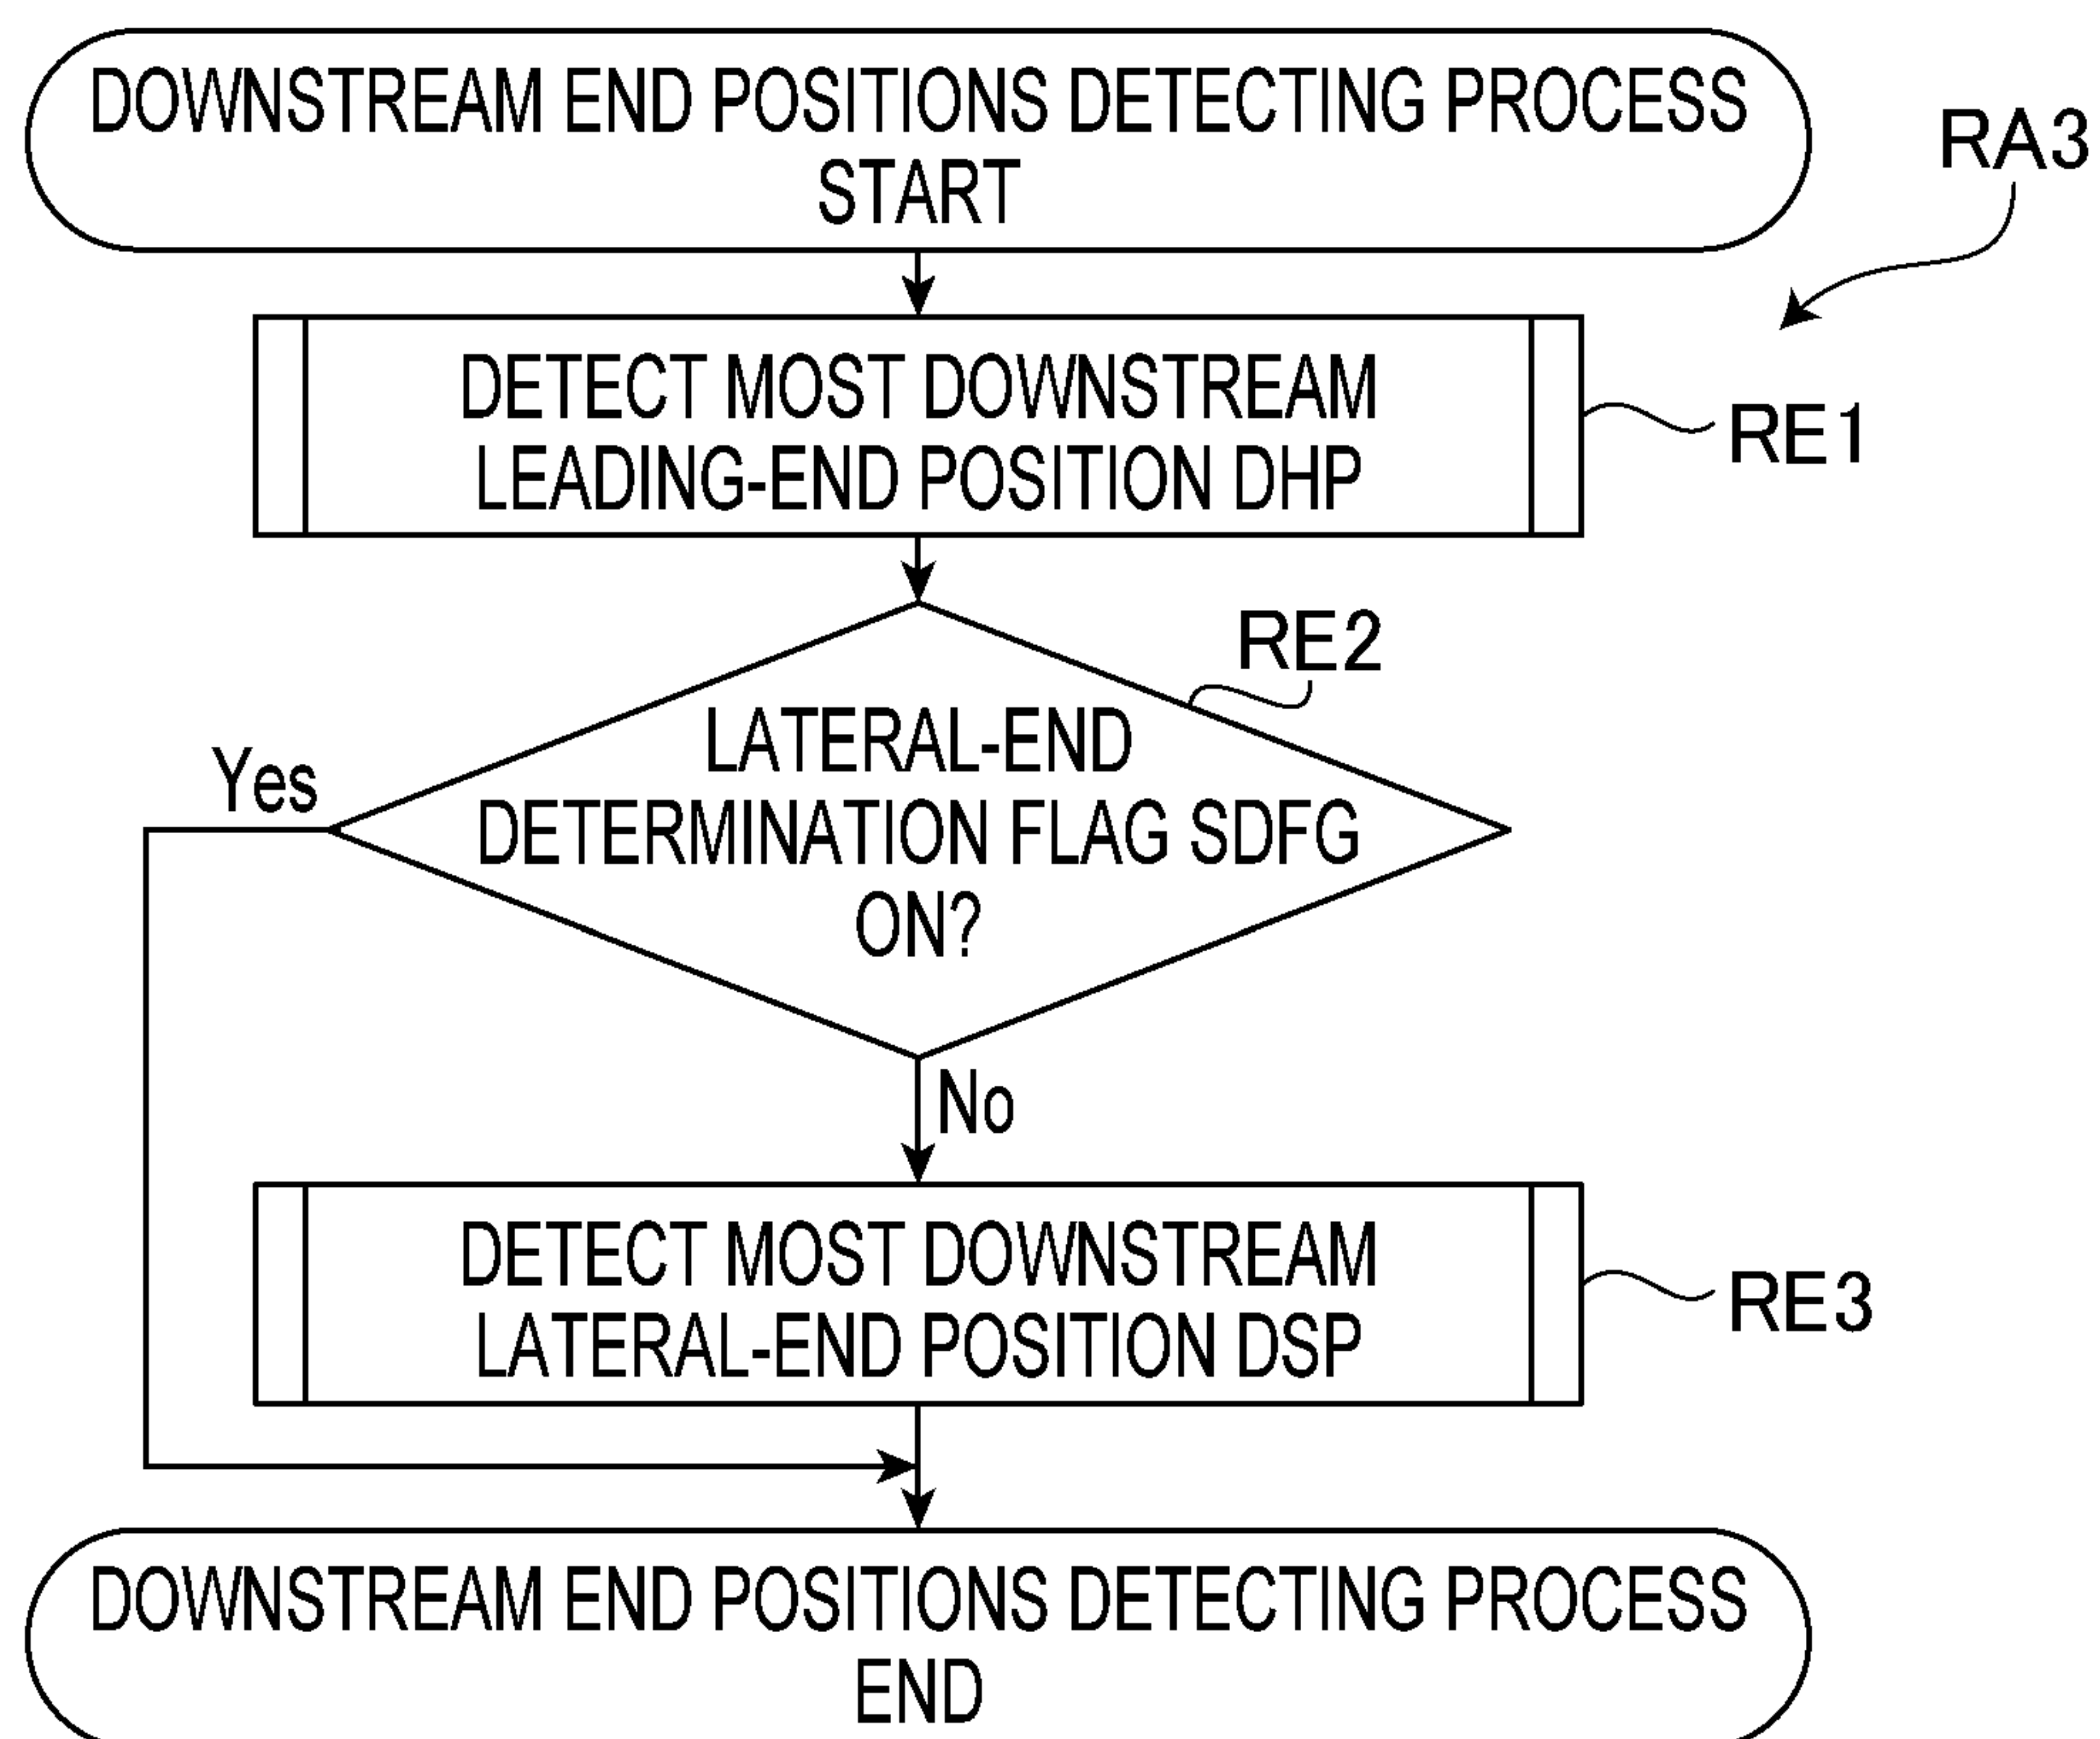 DOWNSTREAM END POSITIONS DETECTING PROCESS
START
RA3
DETECT MOST DOWNSTREAM
LEADING-END POSITION DHP
RE1
RE2
LATERAL-END
DETERMINATION FLAG SDFG
ON?
Yes
No
DETECT MOST DOWNSTREAM
LATERAL-END POSITION DSP
RE3
DOWNSTREAM END POSITIONS DETECTING PROCESS
END